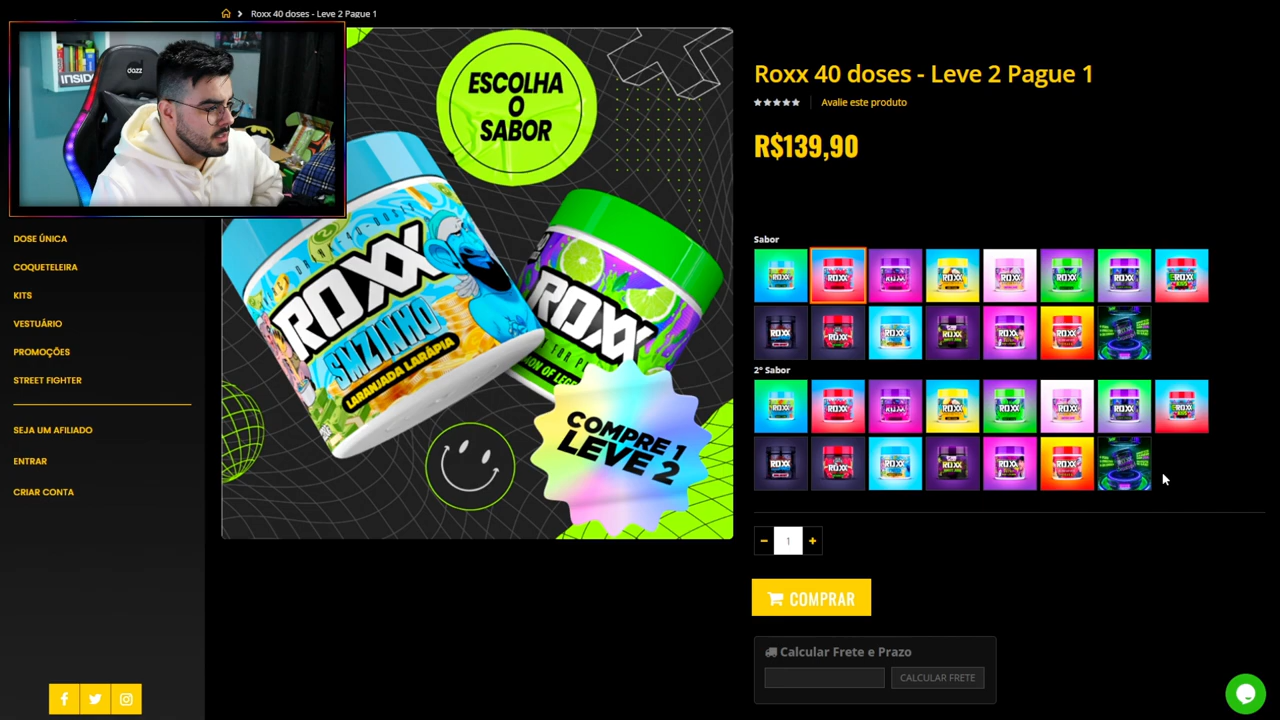 Roxx 40 doses - Leve 2 Pague 1
dazz
INSID
DOSE ÚNICA
COQUETELEIRA
KITS
VESTUÁRIO
PROMOÇÕES
STREET FIGHTER
SEJA UM AFILIADO
ENTRAR
CRIAR CONTA
ESCOLHA
O
SABOR
ROXX
SMZINHO
LARANJADA LARÁPIA
ROXX
COMPRE 1
LEVE 2
Roxx 40 doses - Leve 2 Pague 1
Avalie este produto
R$139,90
Sabor
2º Sabor
1
COMPRAR
Calcular Frete e Prazo
CALCULAR FRETE